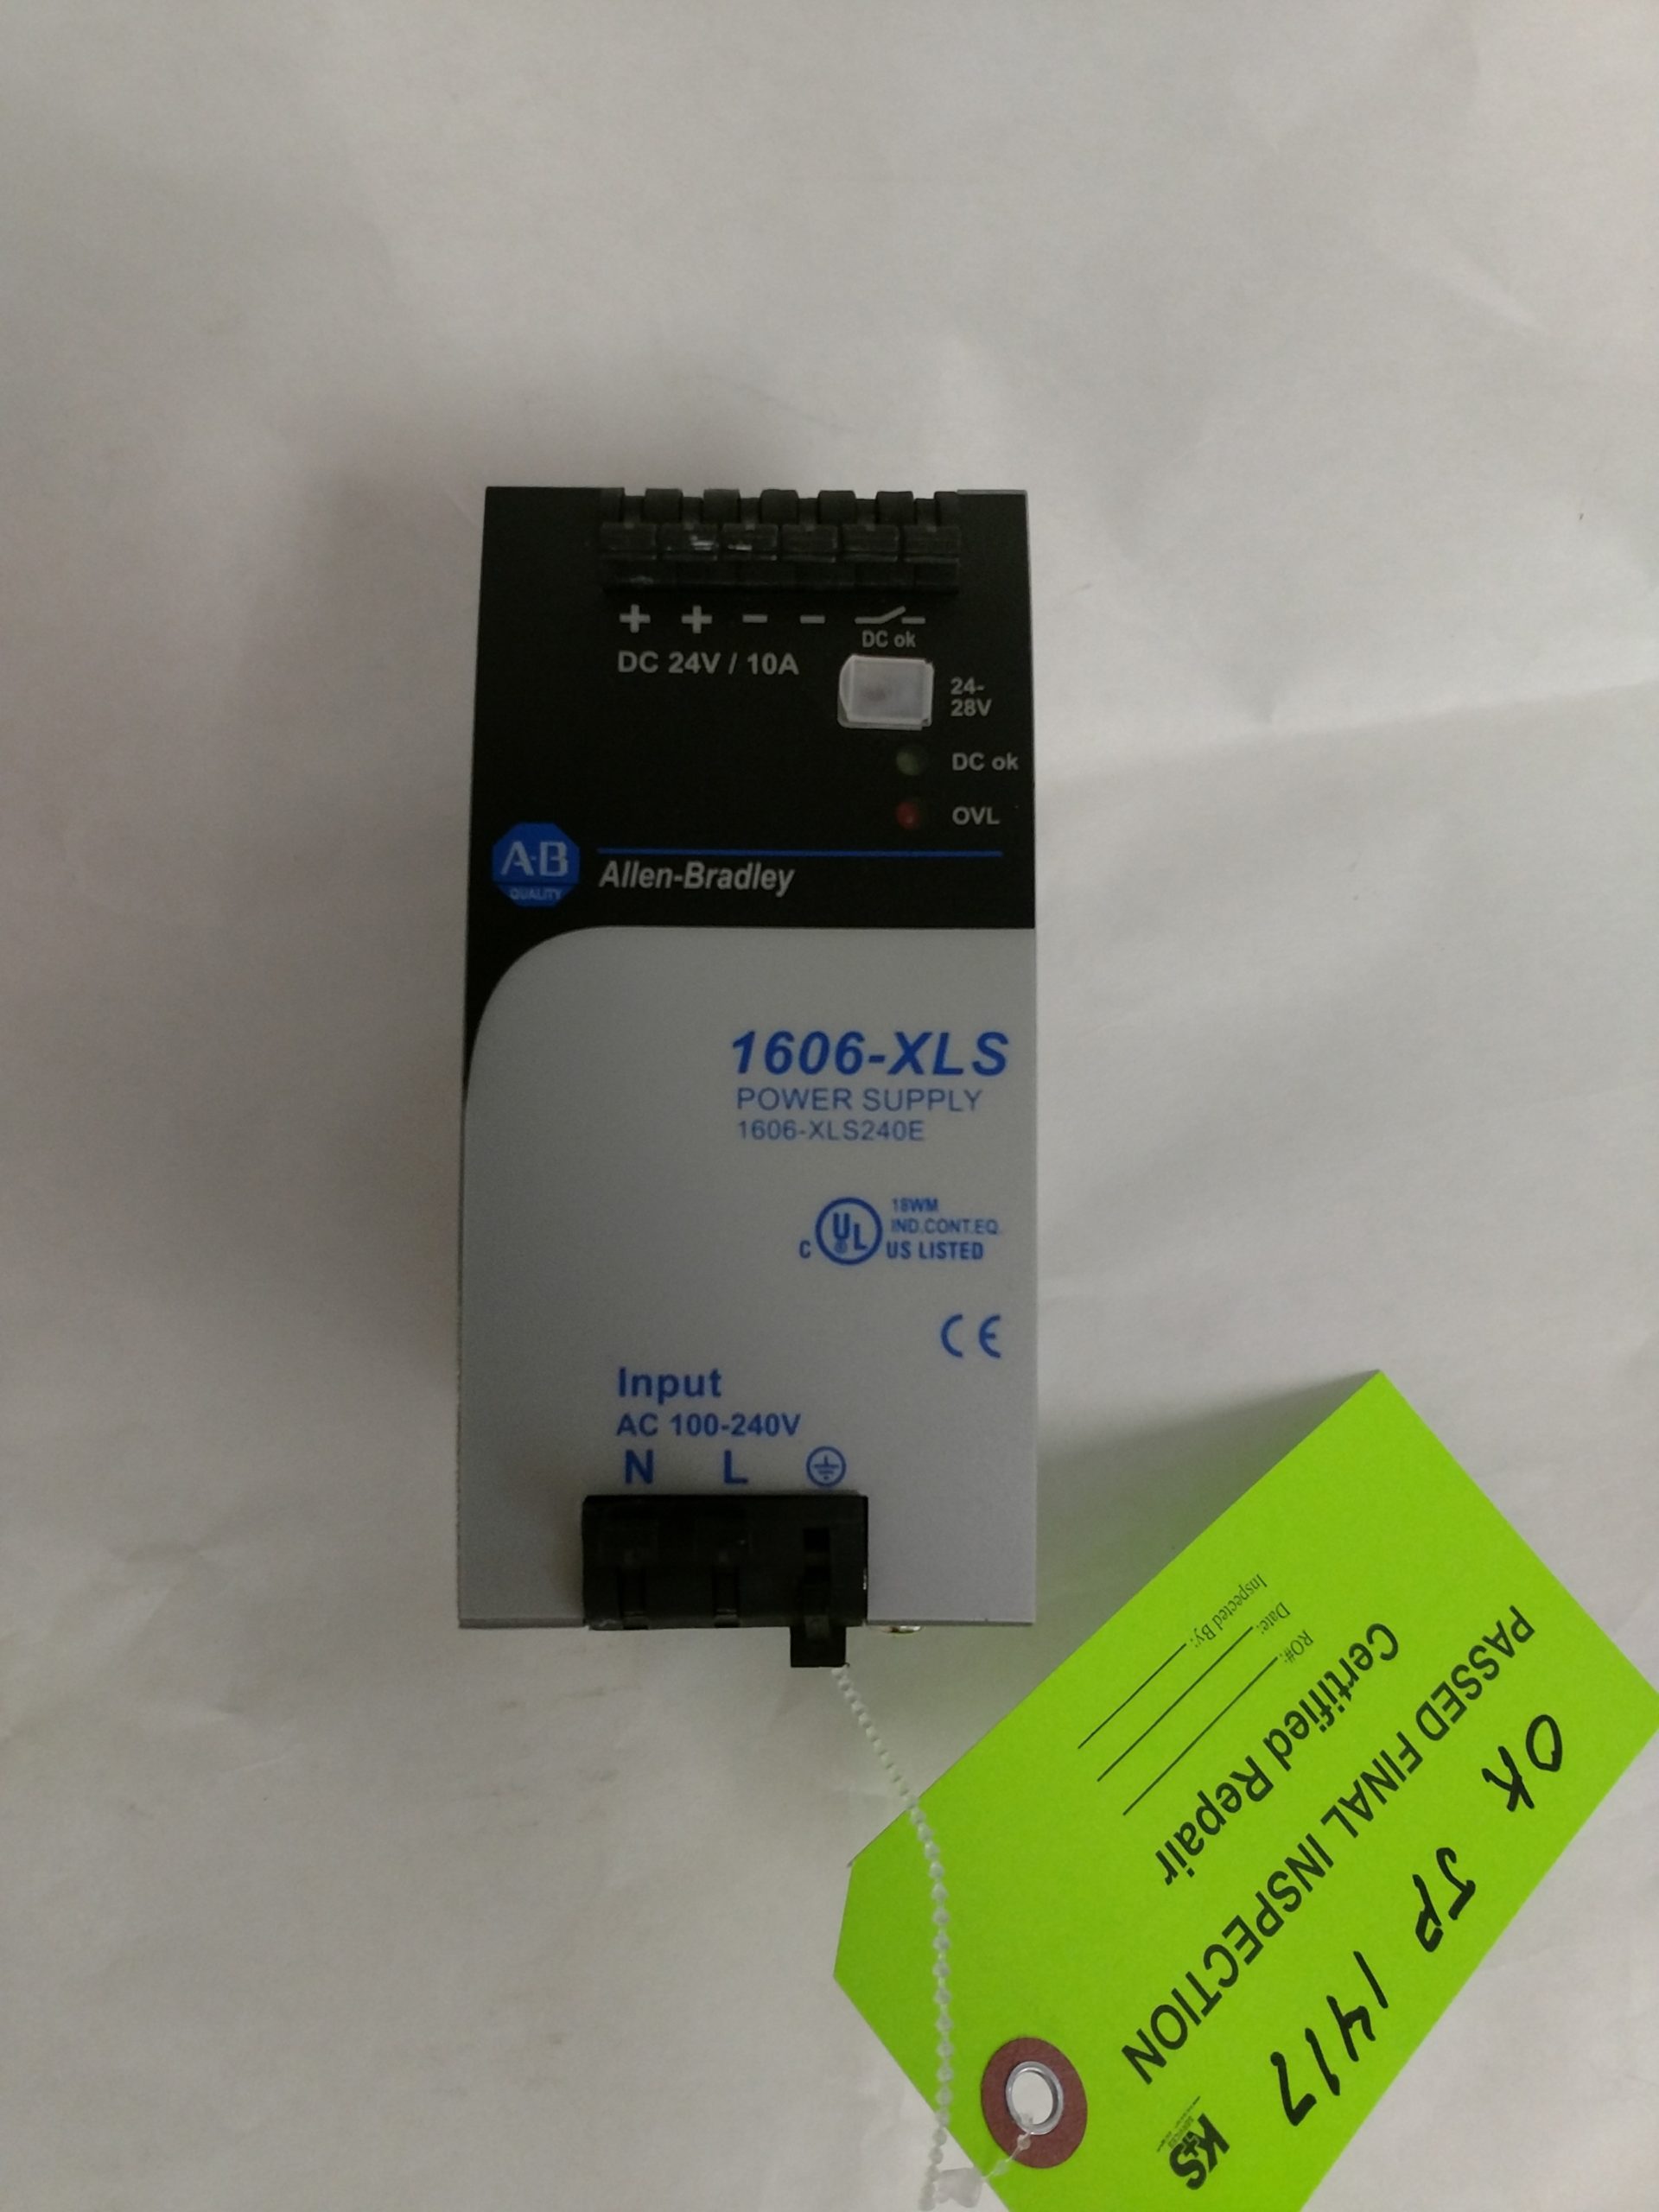 + + − −
DC ok
DC 24V / 10A
24-
28V
DC ok
OVL
A·B
QUALITY
Allen-Bradley
1606-XLS
POWER SUPPLY
1606-XLS240E
18WM
IND.CONT.EQ.
C UL ® US LISTED
CE
Input
AC 100-240V
N L
K+S
OK JP 1417
PASSED FINAL INSPECTION
Certified Repair
RO#:
Date:
Inspected By: